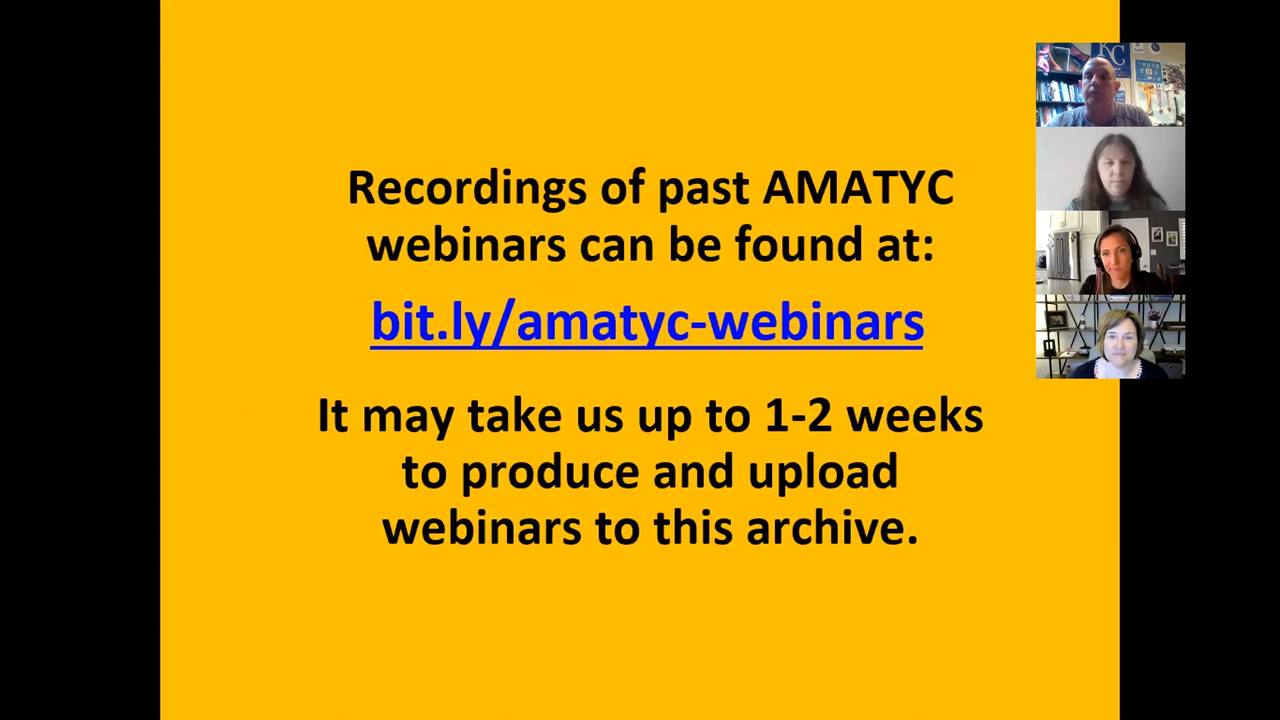 Recordings of past AMATYC
webinars can be found at:
bit.ly/amatyc-webinars
It may take us up to 1-2 weeks
to produce and upload
webinars to this archive.
KC